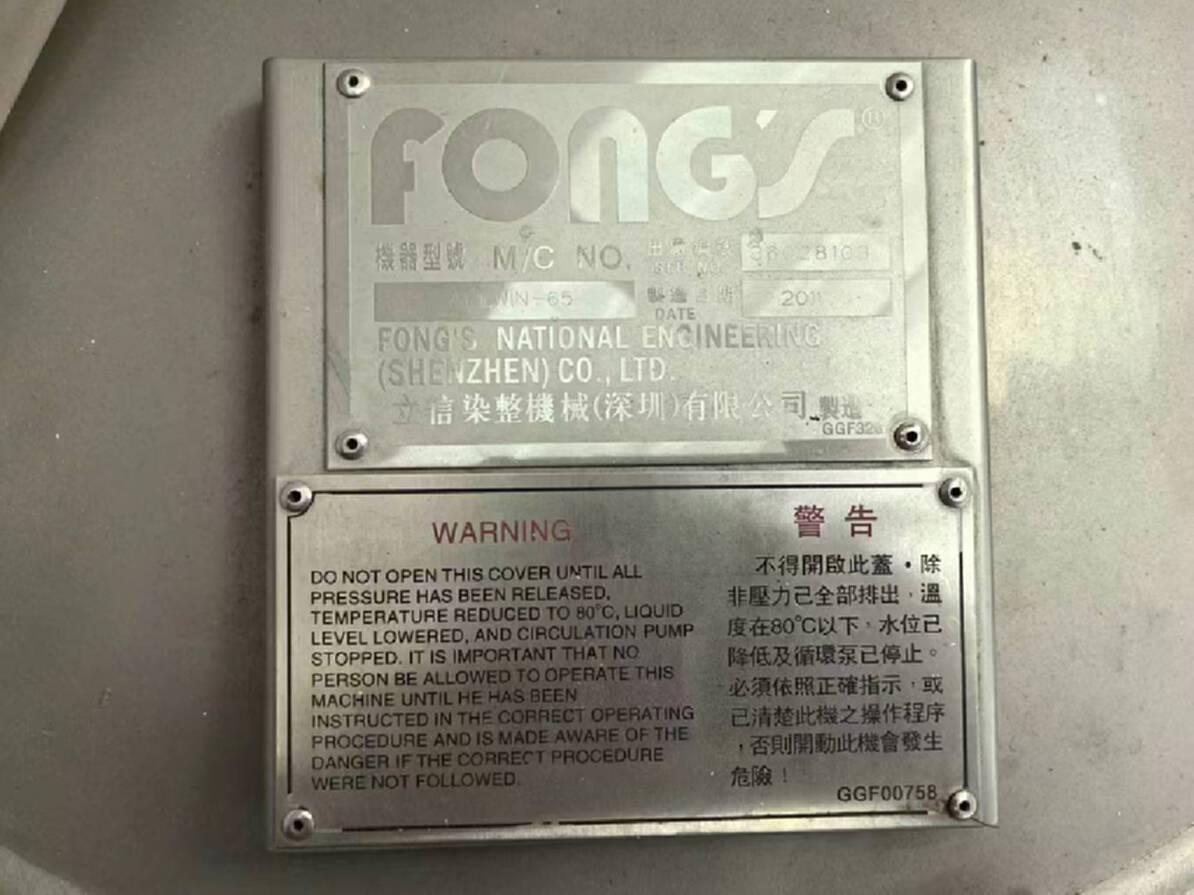 FONG'S®
機器型號 M/C NO.
WIN-65
製造日期 2011
DATE
FONG'S NATIONAL ENGINEERING
(SHENZHEN) CO., LTD.
立信染整機械(深圳)有限公司 製造
WARNING
DO NOT OPEN THIS COVER UNTIL ALL
PRESSURE HAS BEEN RELEASED,
TEMPERATURE REDUCED TO 80°C, LIQUID
LEVEL LOWERED, AND CIRCULATION PUMP
STOPPED. IT IS IMPORTANT THAT NO
PERSON BE ALLOWED TO OPERATE THIS
MACHINE UNTIL HE HAS BEEN
INSTRUCTED IN THE CORRECT OPERATING
PROCEDURE AND IS MADE AWARE OF THE
DANGER IF THE CORRECT PROCEDURE
WERE NOT FOLLOWED.
警告
不得開啟此蓋，除
非壓力已全部排出，溫
度在80°C以下，水位已
降低及循環泵已停止。
必須依照正確指示，或
已清楚此機之操作程序
，否則開動此機會發生
危險！
GGF00758